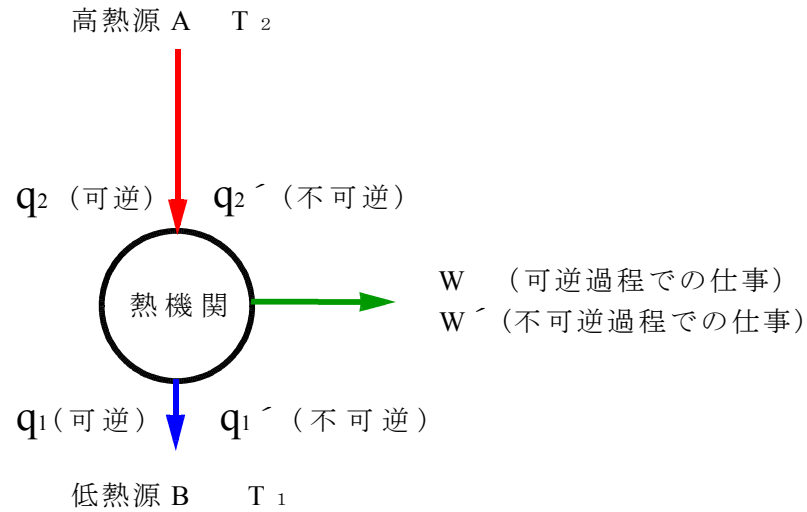 高熱源 A T ₂
q₂ (可逆) q₂´ (不可逆)
熱機関
W (可逆過程での仕事)
W´(不可逆過程での仕事)
q₁(可逆) q₁´(不可逆)
低熱源 B T ₁